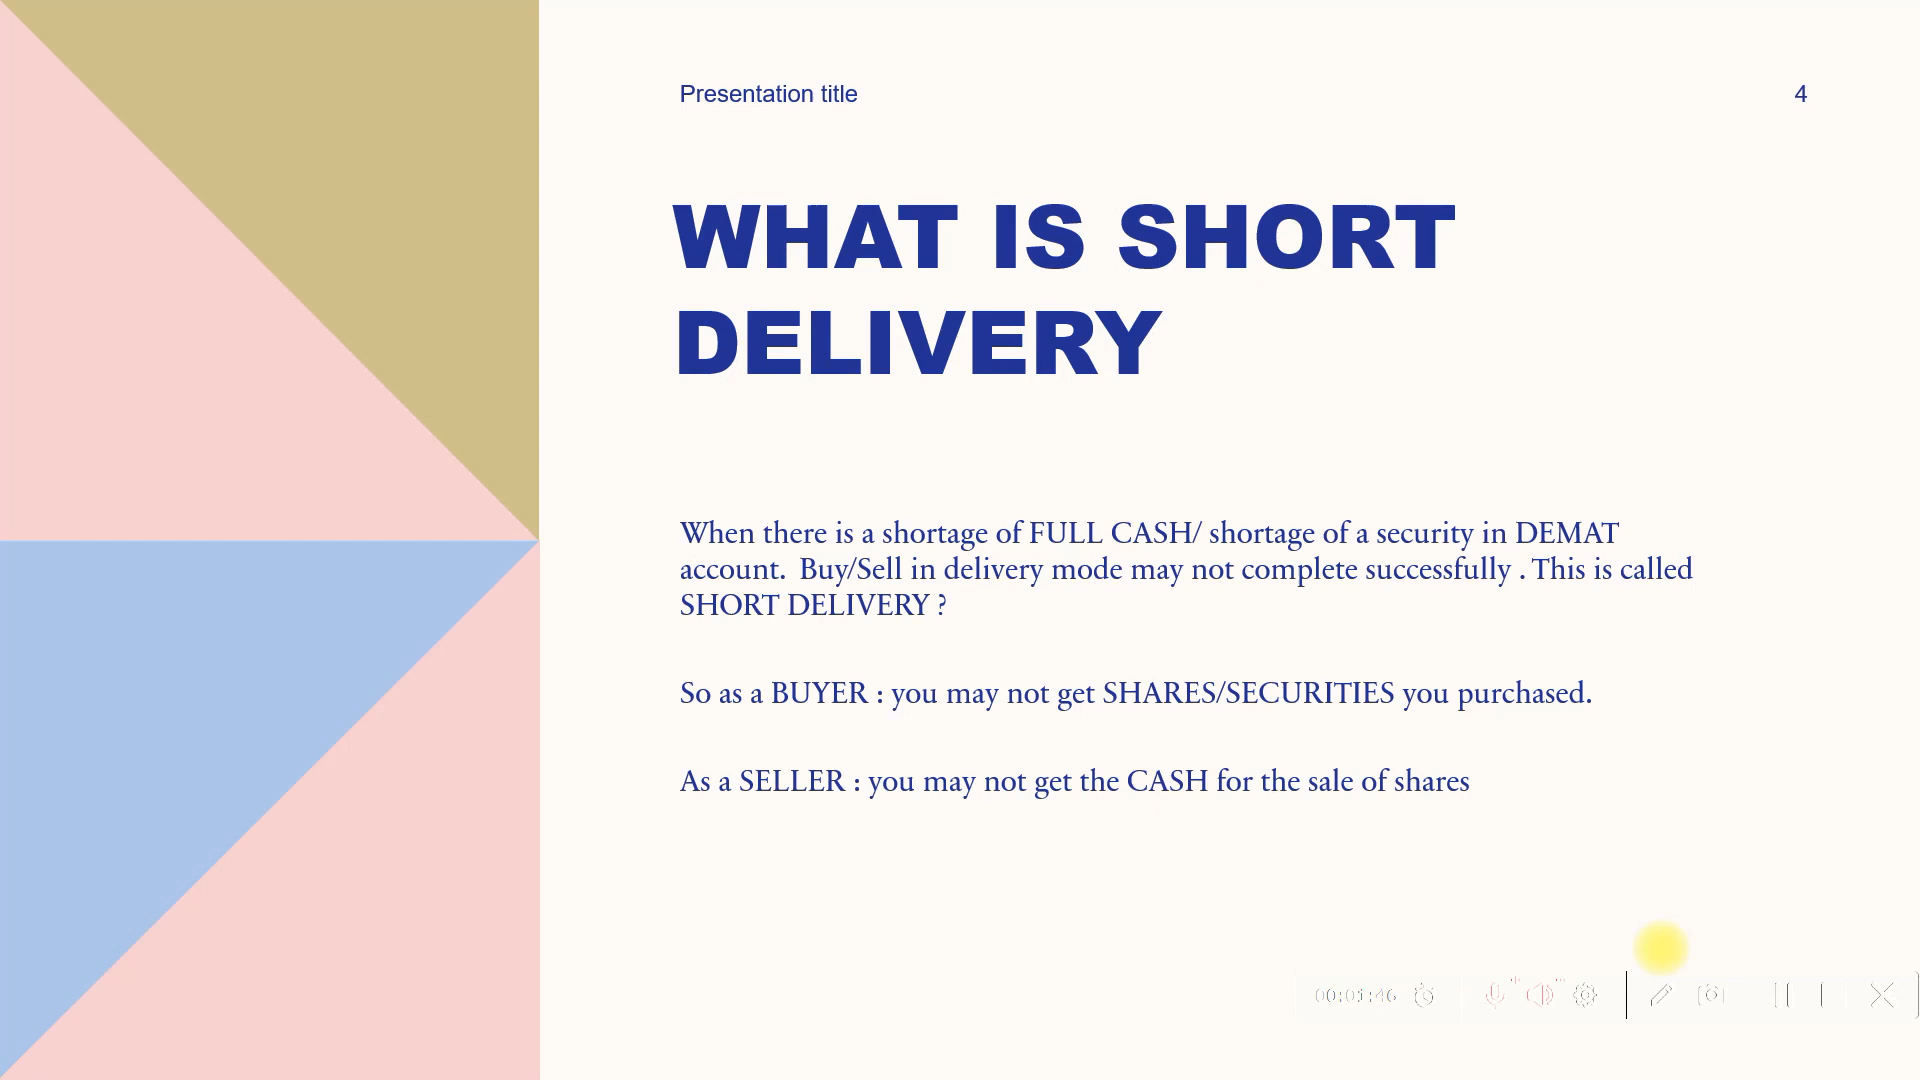 Presentation title
4
WHAT IS SHORT
DELIVERY
When there is a shortage of FULL CASH/ shortage of a security in DEMAT
account.  Buy/Sell in delivery mode may not complete successfully . This is called
SHORT DELIVERY ?
So as a BUYER : you may not get SHARES/SECURITIES you purchased.
As a SELLER : you may not get the CASH for the sale of shares
00:01:46